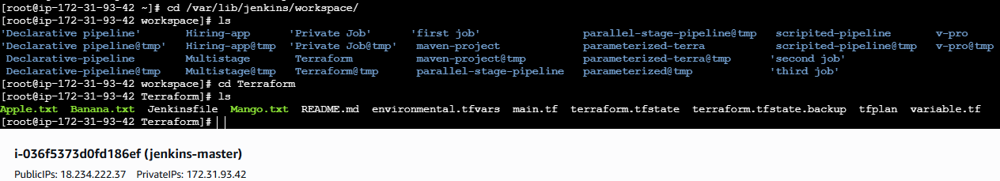 [root@ip-172-31-93-42 ~]# cd /var/lib/jenkins/workspace/
[root@ip-172-31-93-42 workspace]# ls
'Declarative pipeline' Hiring-app 'Private Job' 'first job' parallel-stage-pipeline@tmp scripited-pipeline v-pro
'Declarative pipeline@tmp' Hiring-app@tmp 'Private Job@tmp' maven-project parameterized-terra scripited-pipeline@tmp v-pro@tmp
Declarative-pipeline Multistage Terraform maven-project@tmp parameterized-terra@tmp 'second job'
Declarative-pipeline@tmp Multistage@tmp Terraform@tmp parallel-stage-pipeline parameterized@tmp 'third job'
[root@ip-172-31-93-42 workspace]# cd Terraform
[root@ip-172-31-93-42 Terraform]# ls
Apple.txt Banana.txt Jenkinsfile Mango.txt README.md environmental.tfvars main.tf terraform.tfstate terraform.tfstate.backup tfplan variable.tf
[root@ip-172-31-93-42 Terraform]#
i-036f5373d0fd186ef (jenkins-master)
PublicIPs: 18.234.222.37 PrivateIPs: 172.31.93.42